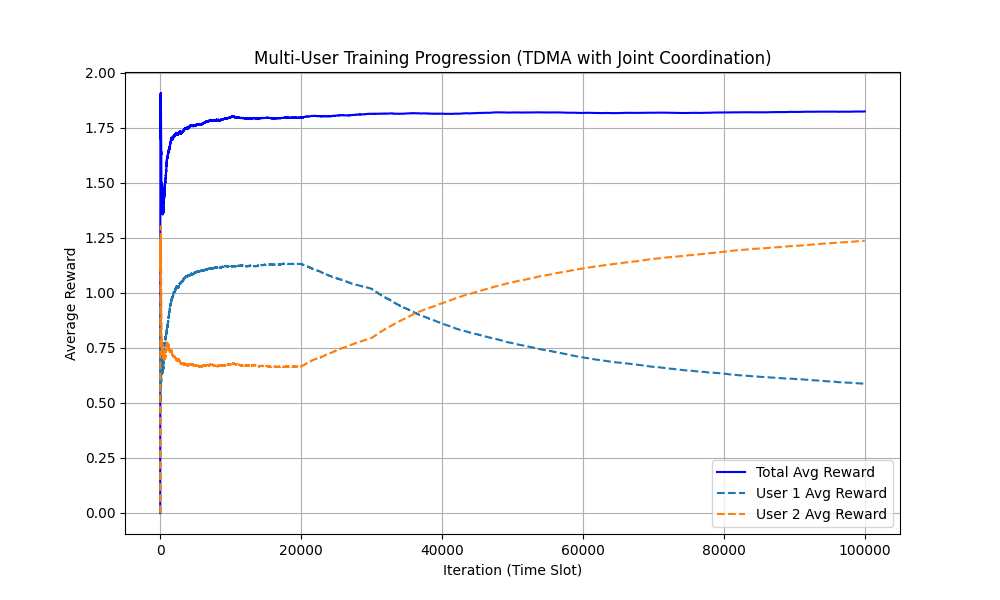 Multi-User Training Progression (TDMA with Joint Coordination)
Average Reward
2.00
1.75
1.50
1.25
1.00
0.75
0.50
0.25
0.00
Total Avg Reward
User 1 Avg Reward
User 2 Avg Reward
0 20000 40000 60000 80000 100000
Iteration (Time Slot)